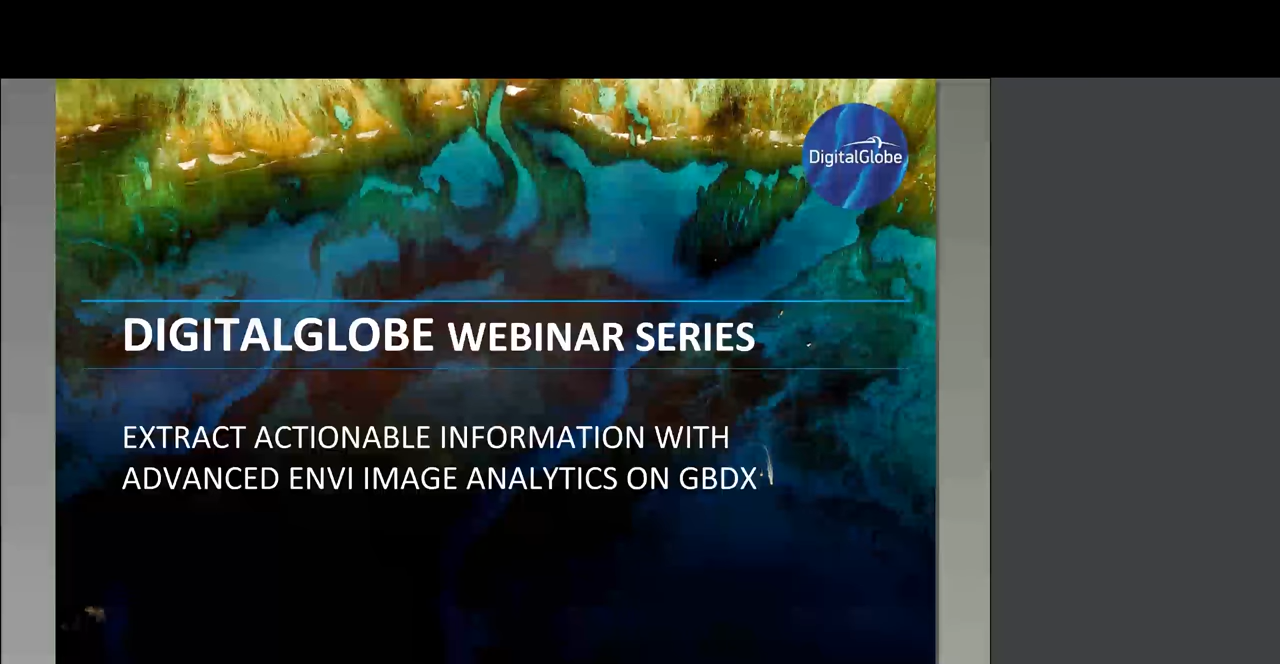 DigitalGlobe
DIGITALGLOBE WEBINAR SERIES
EXTRACT ACTIONABLE INFORMATION WITH
ADVANCED ENVI IMAGE ANALYTICS ON GBDX